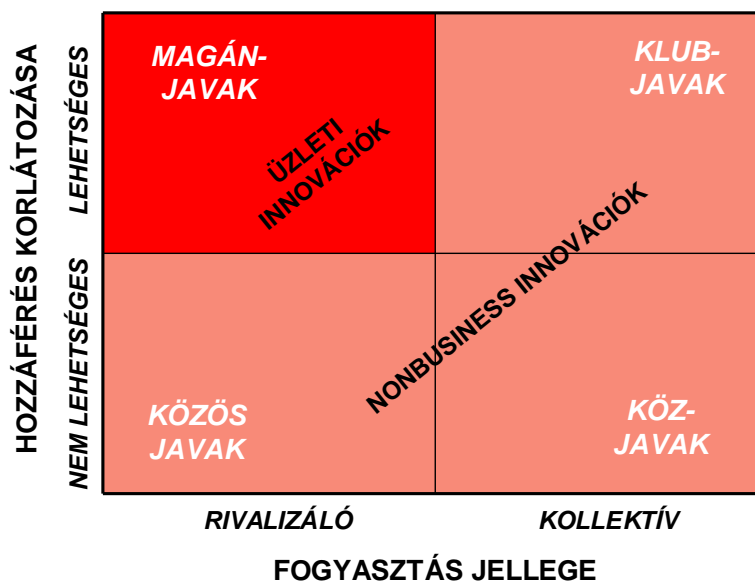 HOZZÁFÉRÉS KORLÁTOZÁSA
LEHETSÉGES
NEM LEHETSÉGES
MAGÁN-
JAVAK
KLUB-
JAVAK
ÜZLETI
INNOVÁCIÓK
NONBUSINESS INNOVÁCIÓK
KÖZÖS
JAVAK
KÖZ-
JAVAK
RIVALIZÁLÓ
KOLLEKTÍV
FOGYASZTÁS JELLEGE